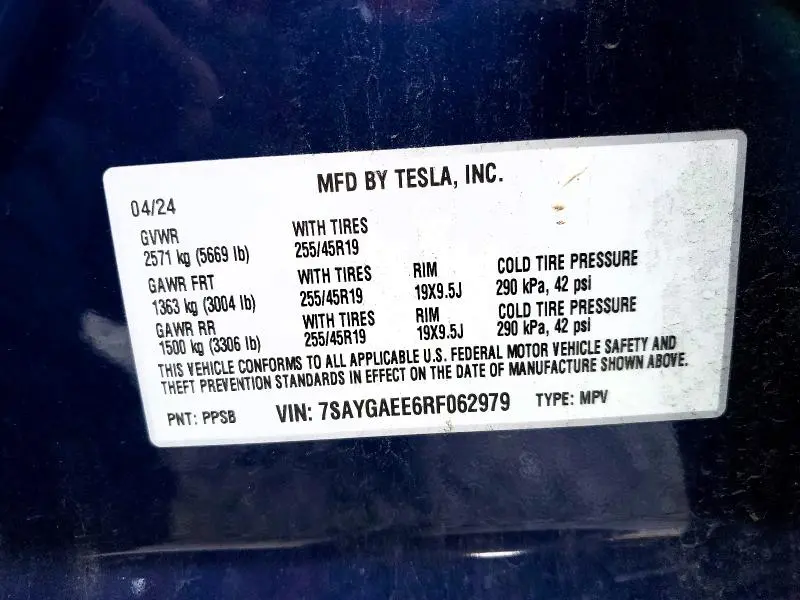 MFD BY TESLA, INC.
04/24
GVWR WITH TIRES
2571 kg (5669 lb) 255/45R19
GAWR FRT WITH TIRES RIM COLD TIRE PRESSURE
1363 kg (3004 lb) 255/45R19 19X9.5J 290 kPa, 42 psi
GAWR RR WITH TIRES RIM COLD TIRE PRESSURE
1500 kg (3306 lb) 255/45R19 19X9.5J 290 kPa, 42 psi
THIS VEHICLE CONFORMS TO ALL APPLICABLE U.S. FEDERAL MOTOR VEHICLE SAFETY AND
THEFT PREVENTION STANDARDS IN EFFECT ON THE DATE OF MANUFACTURE SHOWN ABOVE.
PNT: PPSB VIN: 7SAYGAEE6RF062979 TYPE: MPV